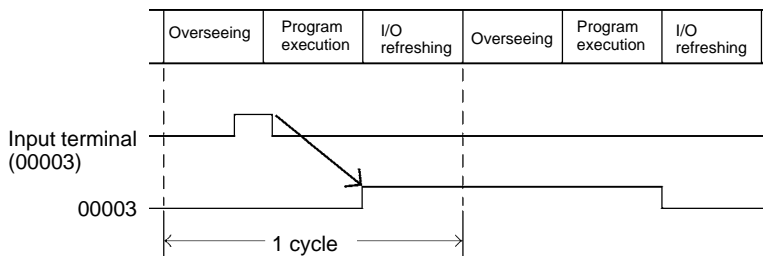 Overseeing
Program
execution
I/O
refreshing
Overseeing
Program
execution
I/O
refreshing
Input terminal
(00003)
00003
1 cycle